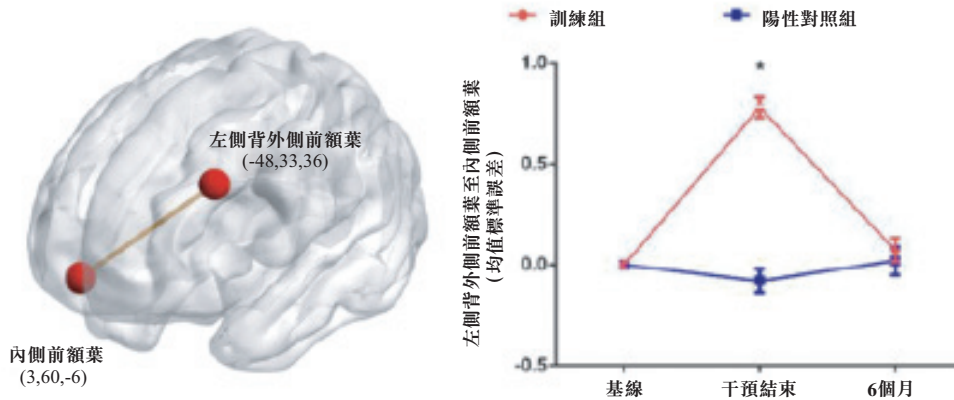 左側背外側前額葉
(-48,33,36)
內側前額葉
(3,60,-6)
訓練組
陽性對照組
左側背外側前額葉至內側前額葉
(均值標準誤差)
1.0
*
0.5
0.0
-0.5
基線
干預結束
6個月